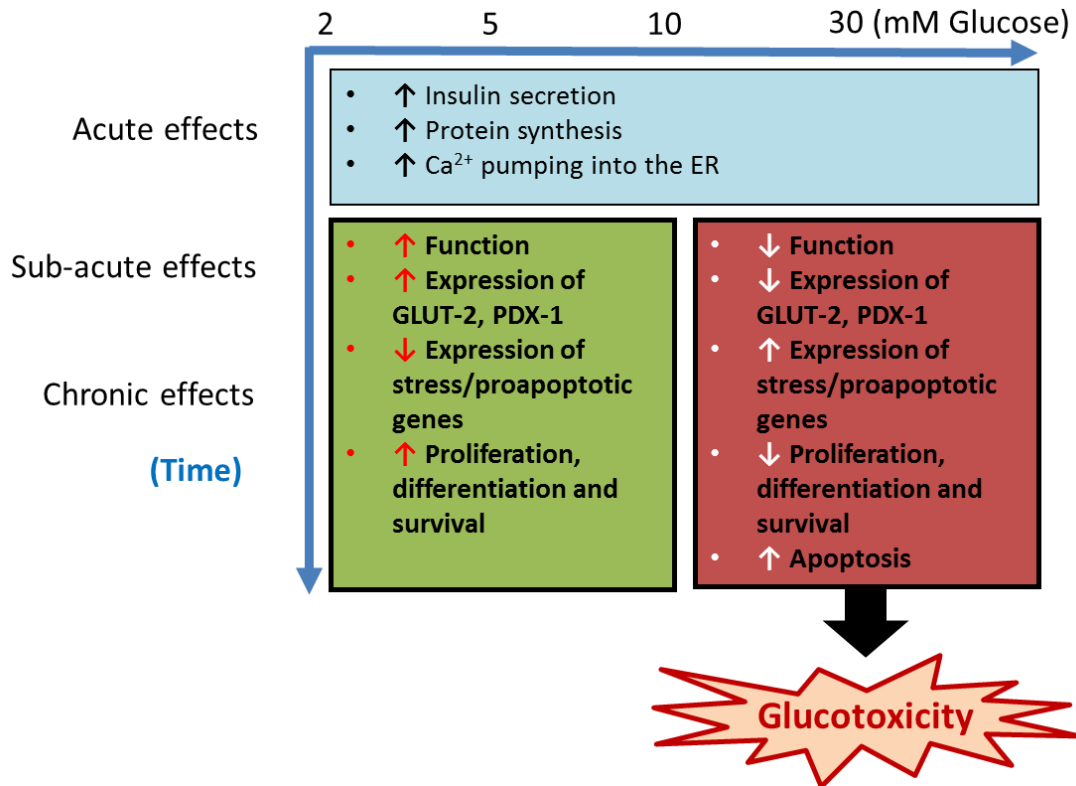 2 5 10 30 (mM Glucose)
Acute effects
• ↑ Insulin secretion
• ↑ Protein synthesis
• ↑ Ca²⁺ pumping into the ER
Sub-acute effects
Chronic effects
(Time)
• ↑ Function
• ↑ Expression of
GLUT-2, PDX-1
• ↓ Expression of
stress/proapoptotic
genes
• ↑ Proliferation,
differentiation and
survival
• ↓ Function
• ↓ Expression of
GLUT-2, PDX-1
• ↑ Expression of
stress/proapoptotic
genes
• ↓ Proliferation,
differentiation and
survival
• ↑ Apoptosis
Glucotoxicity